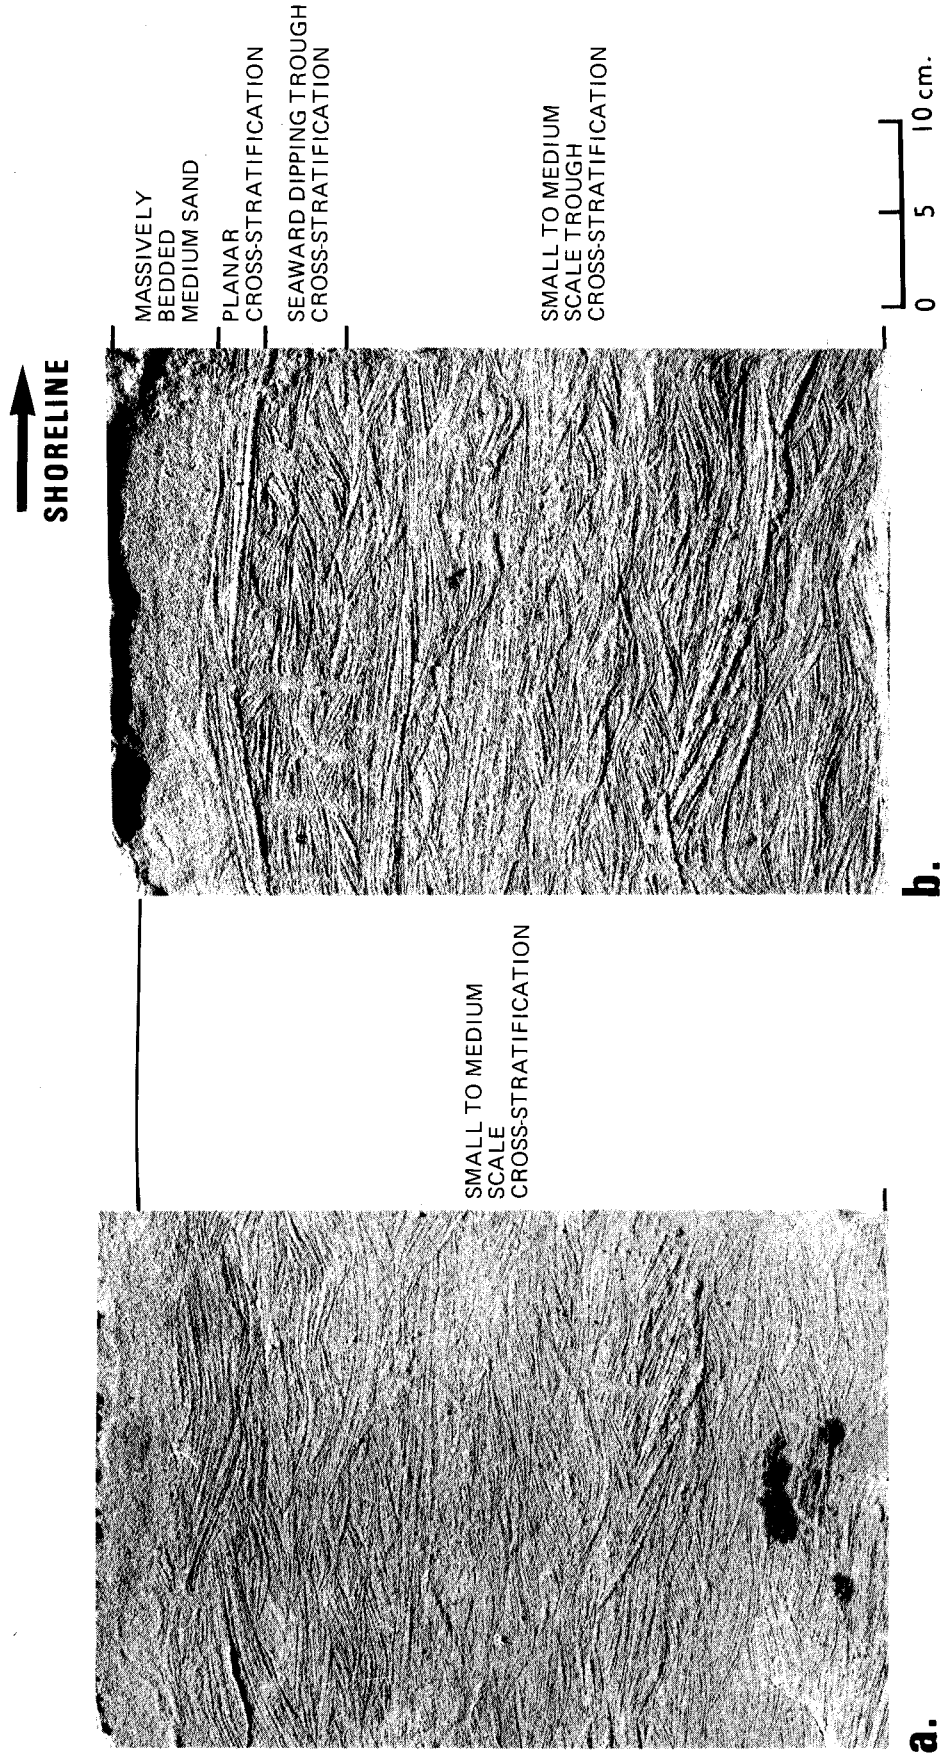 SHORELINE
MASSIVELY
BEDDED
MEDIUM SAND
PLANAR
CROSS-STRATIFICATION
SEAWARD DIPPING TROUGH
CROSS-STRATIFICATION
SMALL TO MEDIUM
SCALE TROUGH
CROSS-STRATIFICATION
0 5 10 cm.
b.
SMALL TO MEDIUM
SCALE
CROSS-STRATIFICATION
a.